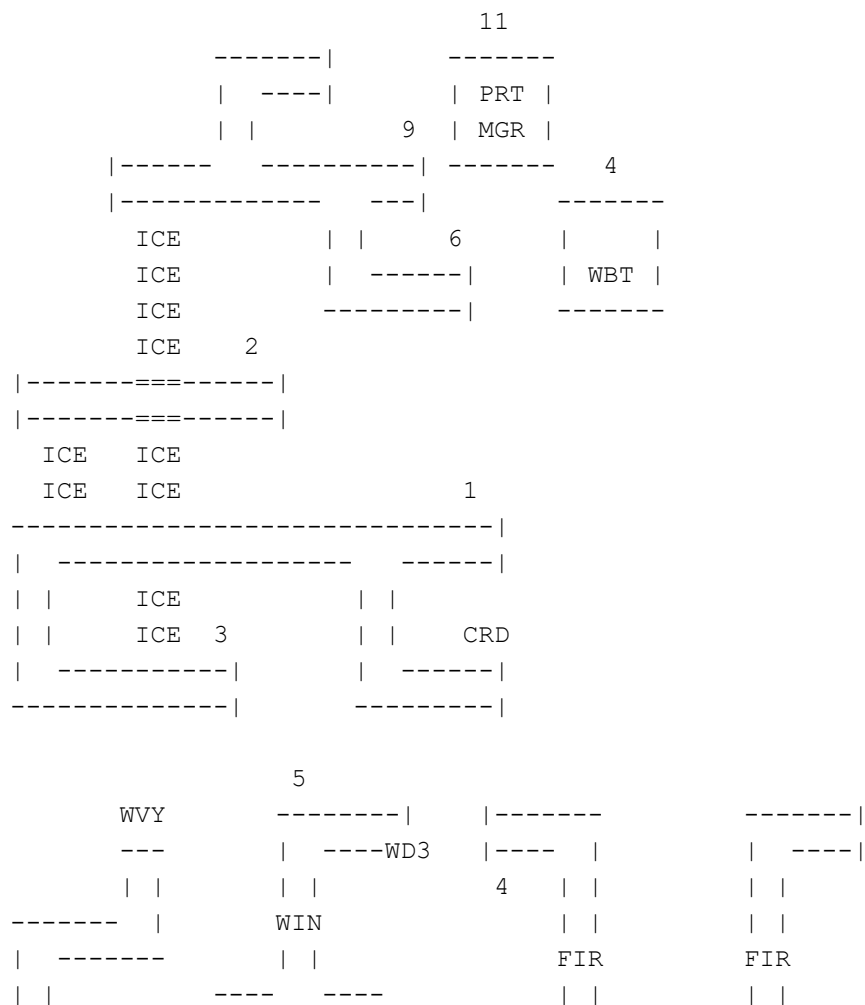 11
PRT
9 MGR
4
ICE 6
ICE WBT
ICE
ICE 2
ICE ICE
ICE ICE 1
ICE
ICE 3 CRD
5
WVY
WD3
4
WIN
FIR FIR